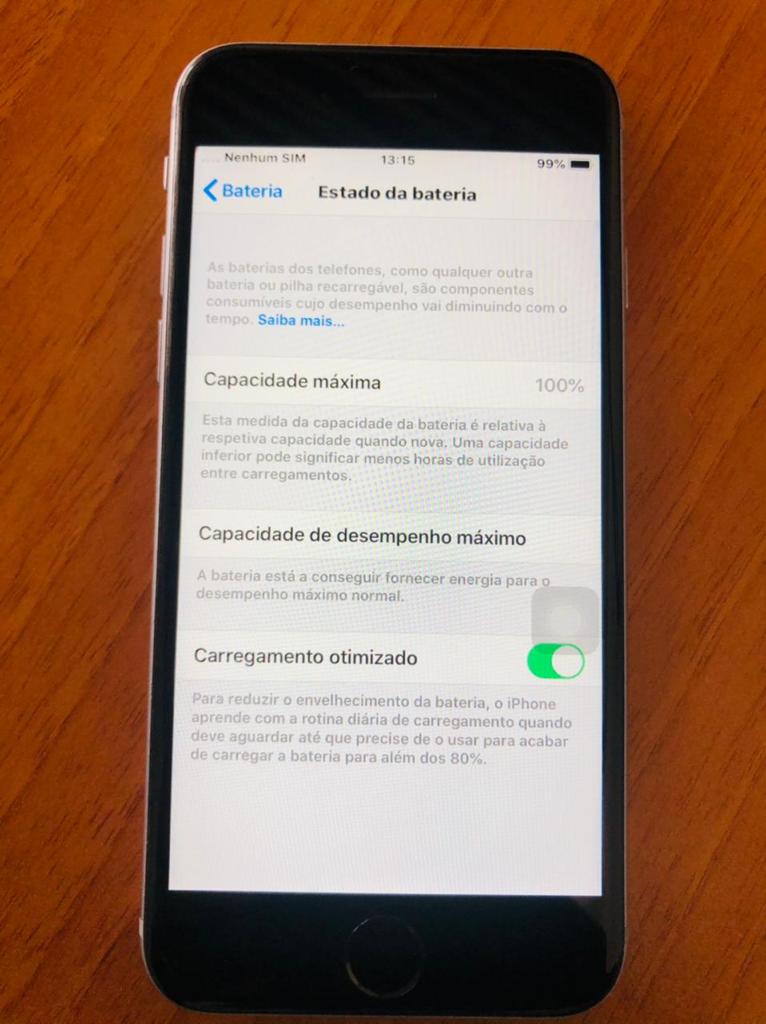 Nenhum SIM 13:15 99%
Bateria Estado da bateria
As baterias dos telefones, como qualquer outra
bateria ou pilha recarregável, são componentes
consumíveis cujo desempenho vai diminuindo com o
tempo. Saiba mais...
Capacidade máxima 100%
Esta medida da capacidade da bateria é relativa à
respetiva capacidade quando nova. Uma capacidade
inferior pode significar menos horas de utilização
entre carregamentos.
Capacidade de desempenho máximo
A bateria está a conseguir fornecer energia para o
desempenho máximo normal.
Carregamento otimizado
Para reduzir o envelhecimento da bateria, o iPhone
aprende com a rotina diária de carregamento quando
deve aguardar até que precise de o usar para acabar
de carregar a bateria para além dos 80%.